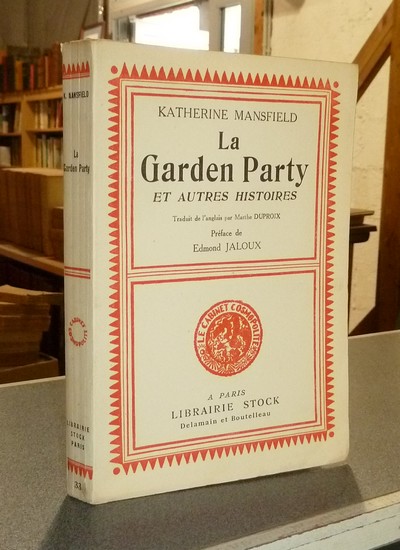 KATHERINE MANSFIELD
La
Garden Party
ET AUTRES HISTOIRES
Traduit de l'anglais par Marthe DUPROIX
Préface de
Edmond JALOUX
LE CABINET COSMOPOLITE
A PARIS
LIBRAIRIE STOCK
Delamain et Boutelleau
K. MANSFIELD
La
Garden Party
LIBRAIRIE
STOCK
PARIS
33